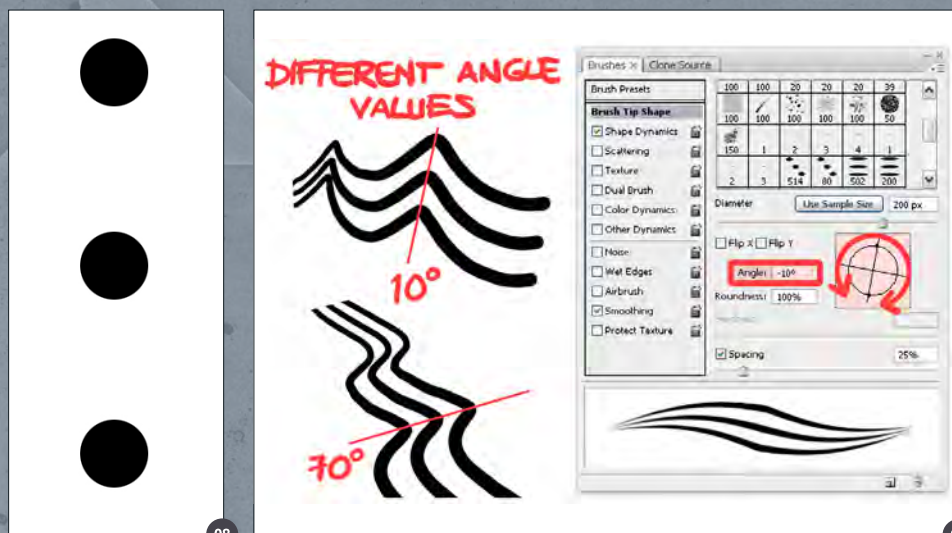 DIFFERENT ANGLE
VALUES
10°
70°
Brushes × Clone Source
Brush Presets
Brush Tip Shape
Shape Dynamics
Scattering
Texture
Dual Brush
Color Dynamics
Other Dynamics
Noise
Wet Edges
Airbrush
Smoothing
Protect Texture
100 100 20 20 20 39
100 100 100 100 100 50
150 1 2 3 4 1
2 3 514 80 502 200
Diameter Use Sample Size 200 px
Flip X Flip Y
Angle: -10º
Roundness: 100%
Spacing 25%